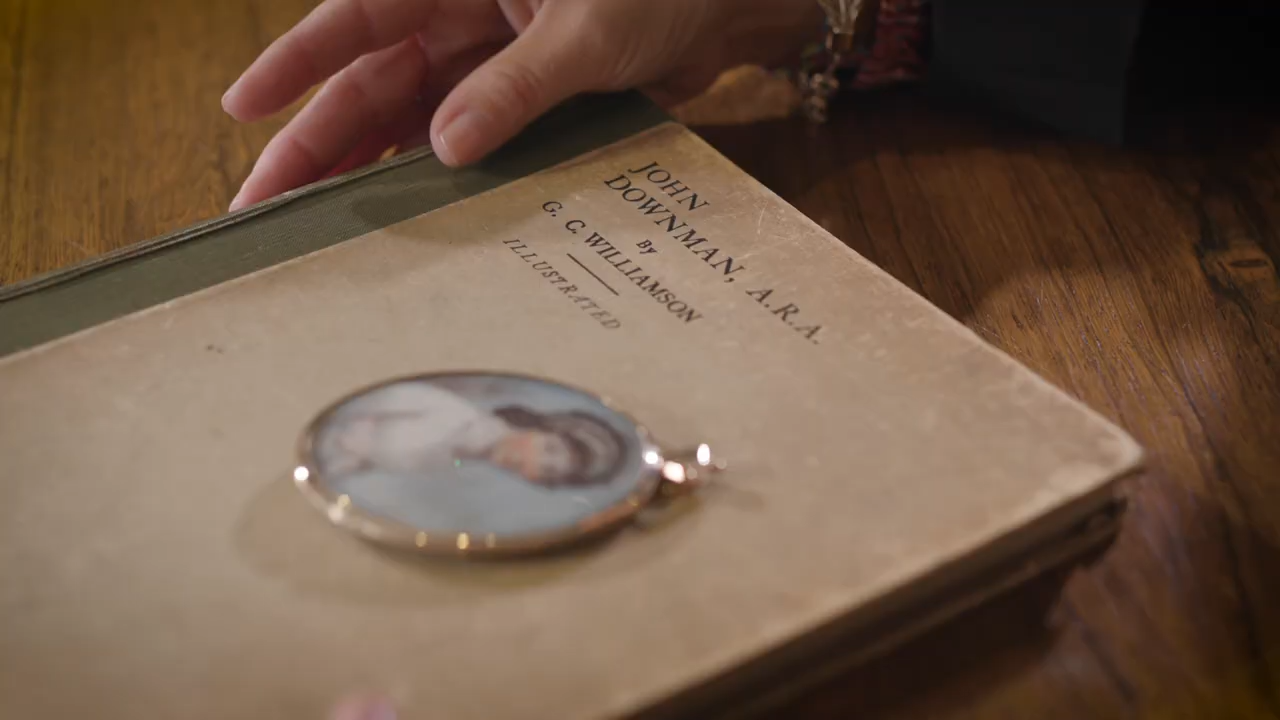 JOHN
DOWNMAN, A.R.A.
By
G. C. WILLIAMSON
ILLUSTRATED